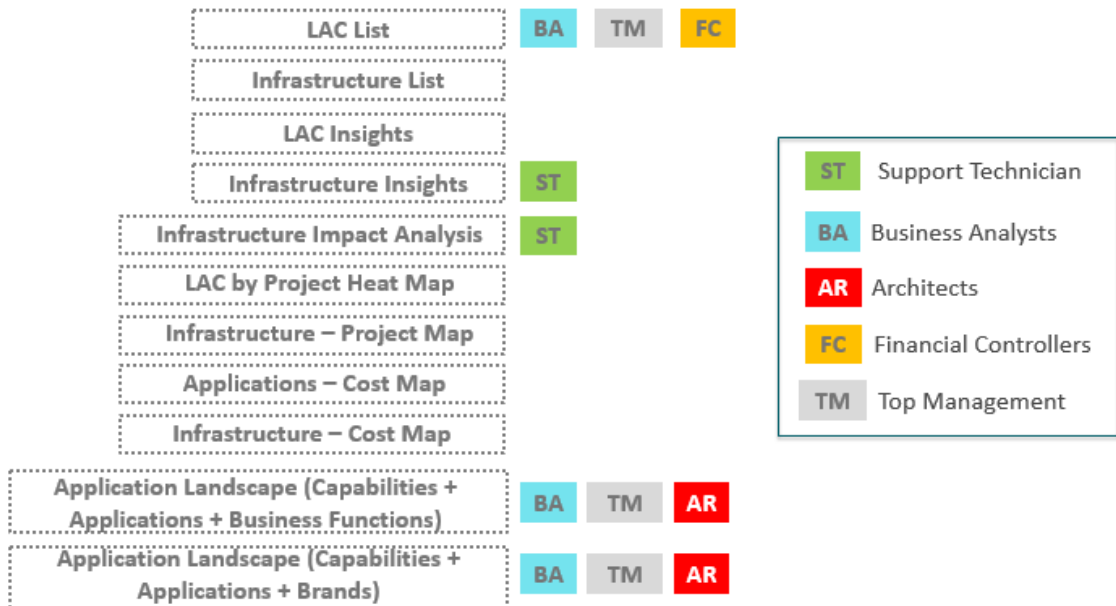 LAC List BA TM FC
Infrastructure List
LAC Insights
Infrastructure Insights ST
Infrastructure Impact Analysis ST
LAC by Project Heat Map
Infrastructure – Project Map
Applications – Cost Map
Infrastructure – Cost Map
Application Landscape (Capabilities +
Applications + Business Functions)
BA TM AR
Application Landscape (Capabilities +
Applications + Brands)
BA TM AR
ST Support Technician
BA Business Analysts
AR Architects
FC Financial Controllers
TM Top Management